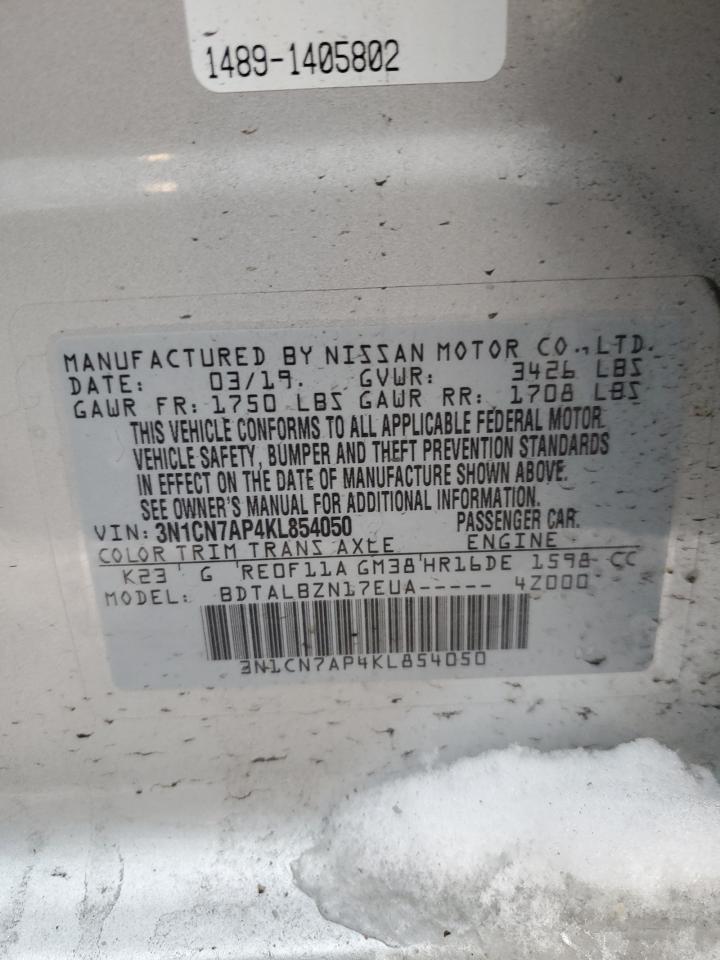 1489-1405802
MANUFACTURED BY NISSAN MOTOR CO.,LTD.
DATE: 03/19. GVWR: 3426 LBS
GAWR FR: 1750 LBS GAWR RR: 1708 LBS
THIS VEHICLE CONFORMS TO ALL APPLICABLE FEDERAL MOTOR
VEHICLE SAFETY, BUMPER AND THEFT PREVENTION STANDARDS
IN EFFECT ON THE DATE OF MANUFACTURE SHOWN ABOVE.
SEE OWNER'S MANUAL FOR ADDITIONAL INFORMATION.
VIN: 3N1CN7AP4KL854050 PASSENGER CAR.
COLOR TRIM TRANS AXLE ENGINE
K23 G RE0F11A GM38 HR16DE 1598 CC
MODEL: BDTALBZN17EUA----- 4Z000
3N1CN7AP4KL854050